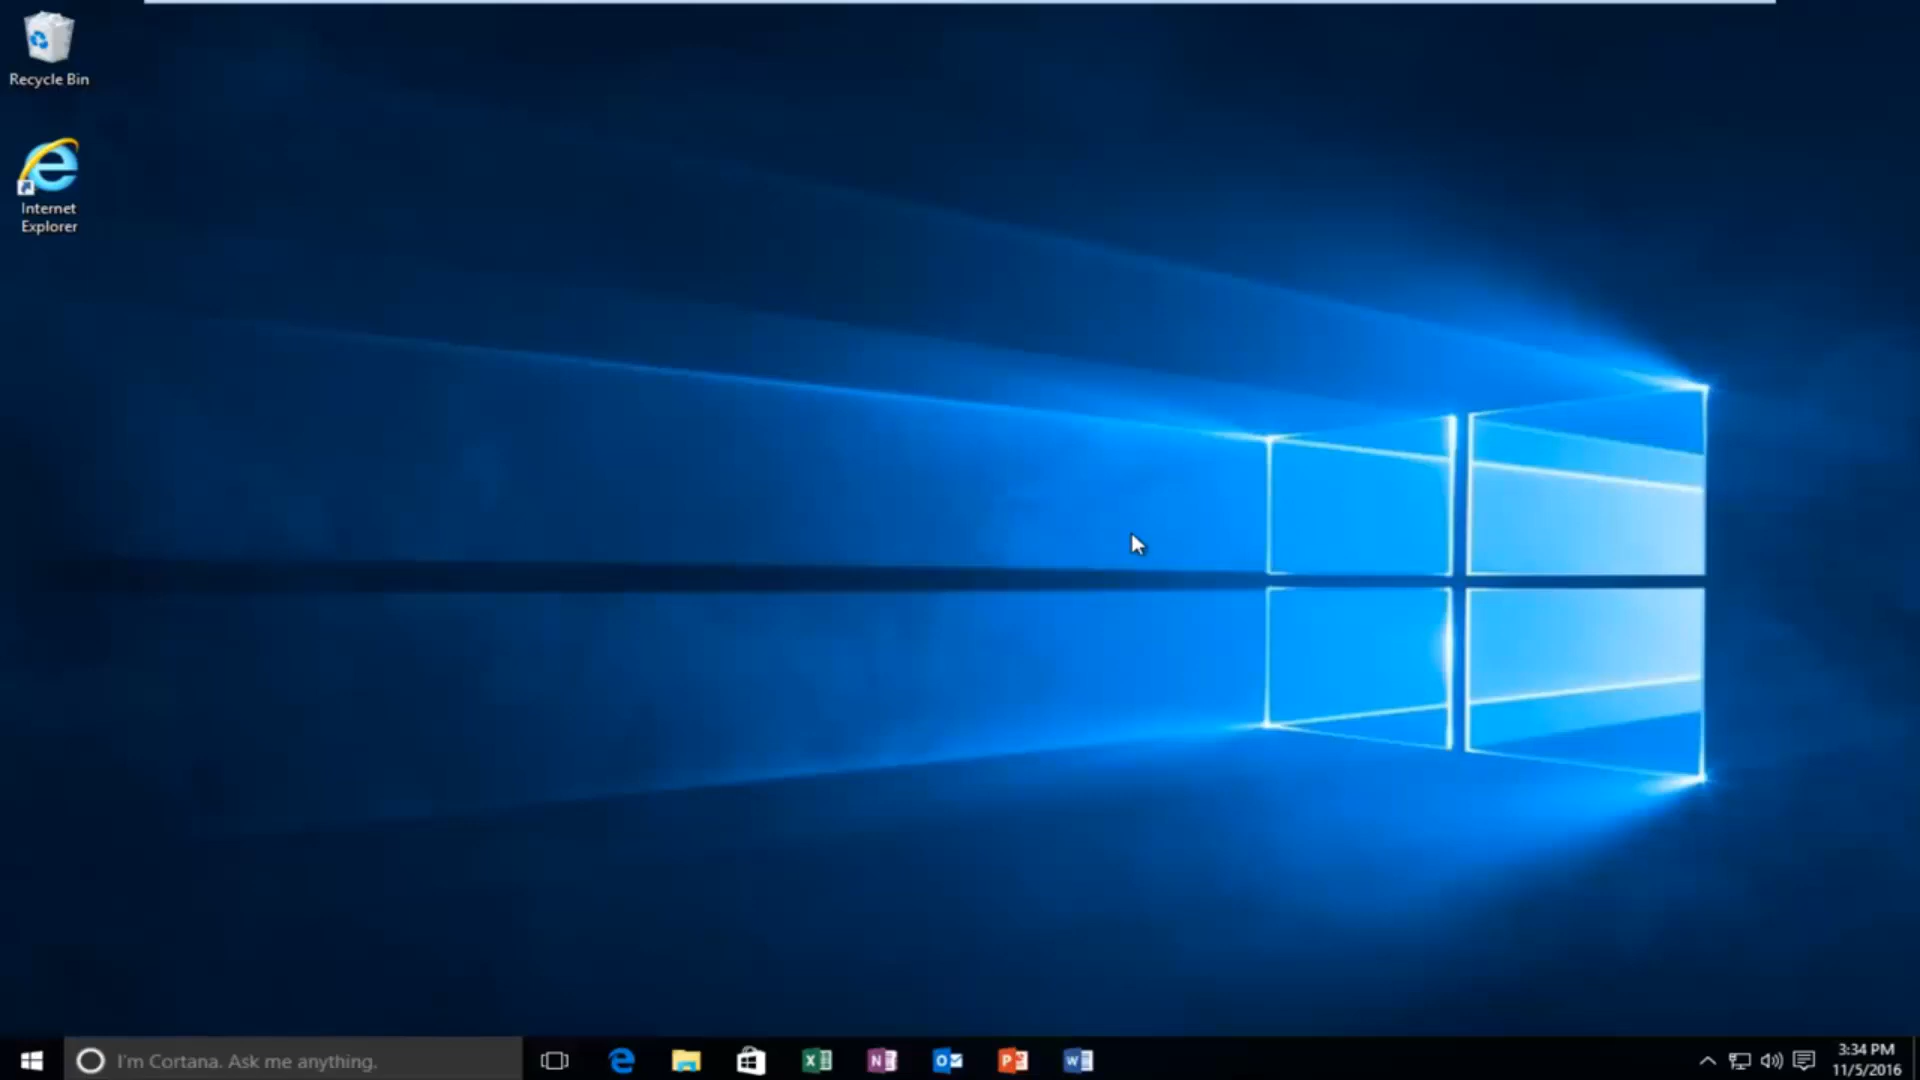 Recycle Bin
Internet
Explorer
I'm Cortana. Ask me anything.
3:34 PM
11/5/2016